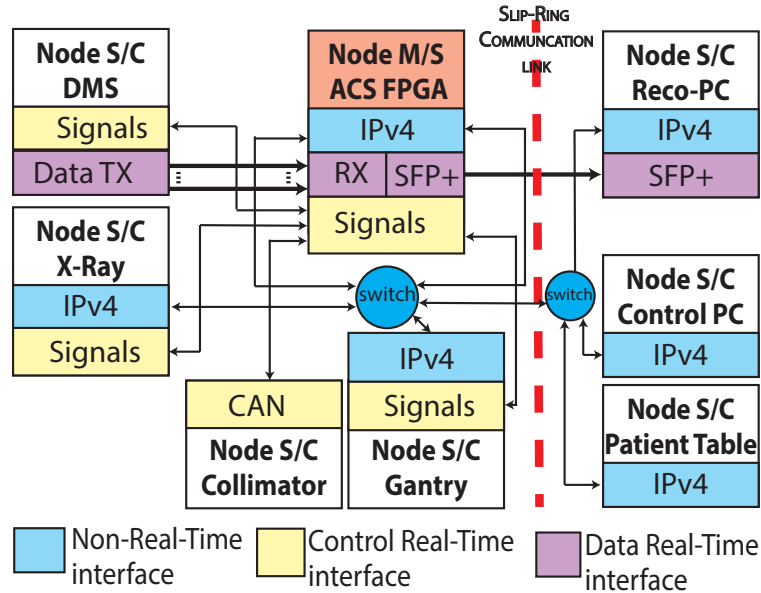 SLIP-RING
COMMUNCATION
LINK
Node S/C
DMS
Signals
Data TX
Node M/S
ACS FPGA
IPv4
RX
SFP+
Signals
Node S/C
Reco-PC
IPv4
SFP+
Node S/C
X-Ray
IPv4
Signals
switch
switch
Node S/C
Control PC
IPv4
CAN
Node S/C
Collimator
IPv4
Signals
Node S/C
Gantry
Node S/C
Patient Table
IPv4
Non-Real-Time
interface
Control Real-Time
interface
Data Real-Time
interface